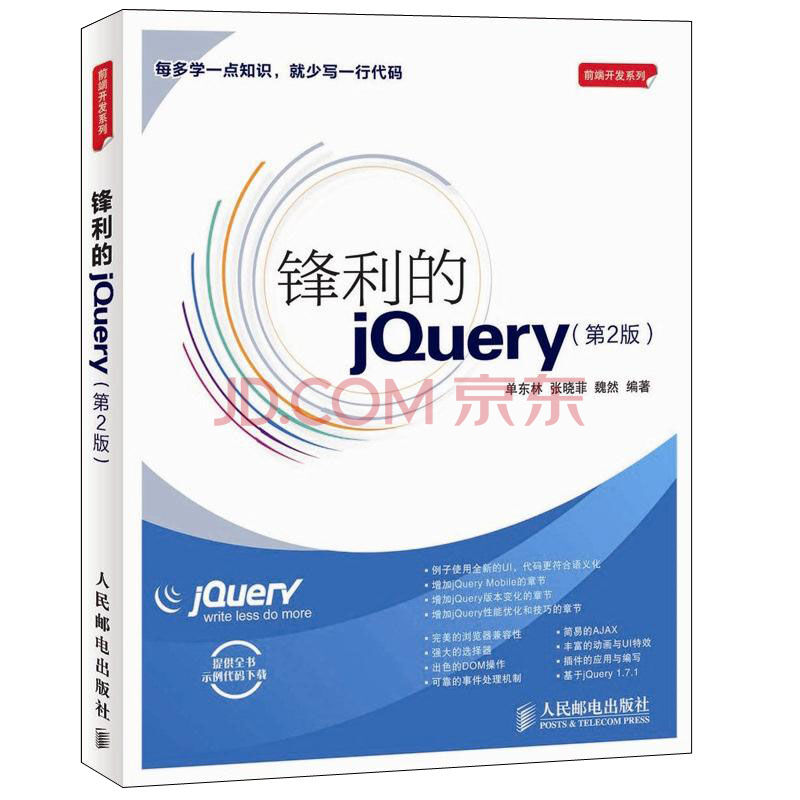 每多学一点知识，就少写一行代码
前端开发系列
前端开发系列
锋利的jQuery（第2版）
人民邮电出版社
锋利的
jQuery（第2版）
单东林 张晓菲 魏然 编著
JD.COM 京东
例子使用全新的UI，代码更符合语义化
增加jQuery Mobile的章节
增加jQuery版本变化的章节
增加jQuery性能优化和技巧的章节
完美的浏览器兼容性
强大的选择器
出色的DOM操作
可靠的事件处理机制
简易的AJAX
丰富的动画与UI特效
插件的应用与编写
基于jQuery 1.7.1
jQuery
write less do more
提供全书
示例代码下载
人民邮电出版社
POSTS & TELECOM PRESS